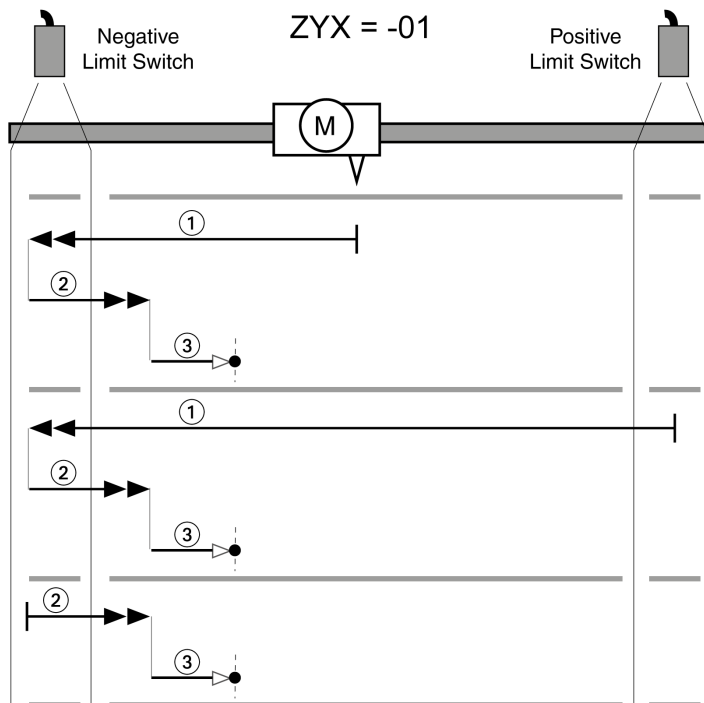 ZYX = -01
Negative
Limit Switch
Positive
Limit Switch
M
1
2
3
1
2
3
2
3